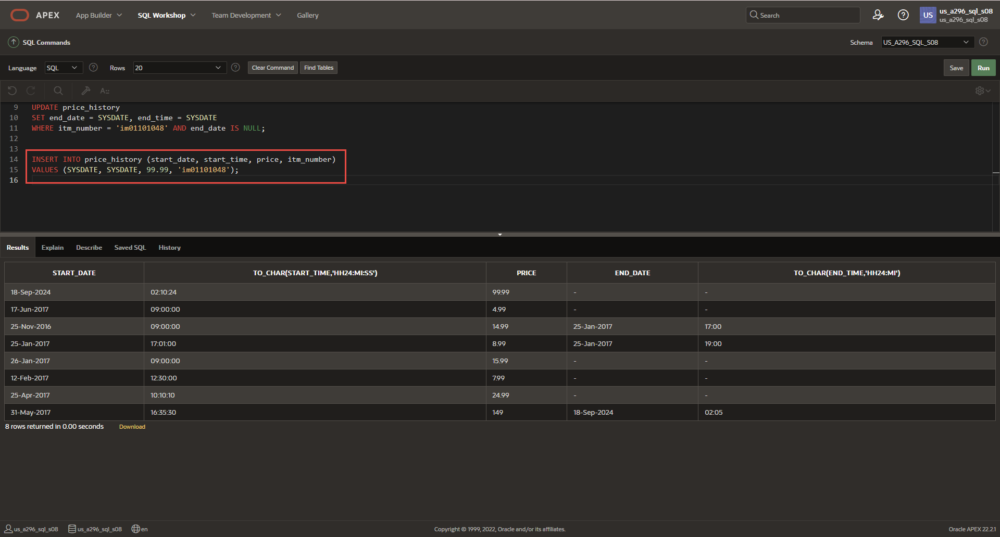 APEX App Builder SQL Workshop Team Development Gallery Search US us_a296_sql_s08
us_a296_sql_s08
SQL Commands Schema US_A296_SQL_S08
Language SQL Rows 20 Clear Command Find Tables Save Run
9 UPDATE price_history
10 SET end_date = SYSDATE, end_time = SYSDATE
11 WHERE itm_number = 'im01101048' AND end_date IS NULL;
12
13
14 INSERT INTO price_history (start_date, start_time, price, itm_number)
15 VALUES (SYSDATE, SYSDATE, 99.99, 'im01101048');
16
Results Explain Describe Saved SQL History
START_DATE TO_CHAR(START_TIME,'HH24:MI:SS') PRICE END_DATE TO_CHAR(END_TIME,'HH24:MI')
18-Sep-2024 02:10:24 99.99 - -
17-Jun-2017 09:00:00 4.99 - -
25-Nov-2016 09:00:00 14.99 25-Jan-2017 17:00
25-Jan-2017 17:01:00 8.99 25-Jan-2017 19:00
26-Jan-2017 09:00:00 15.99 - -
12-Feb-2017 12:30:00 7.99 - -
25-Apr-2017 10:10:10 24.99 - -
31-May-2017 16:35:30 149 18-Sep-2024 02:05
8 rows returned in 0.00 seconds Download
us_a296_sql_s08 us_a296_sql_s08 en Copyright © 1999, 2022, Oracle and/or its affiliates. Oracle APEX 22.2.1